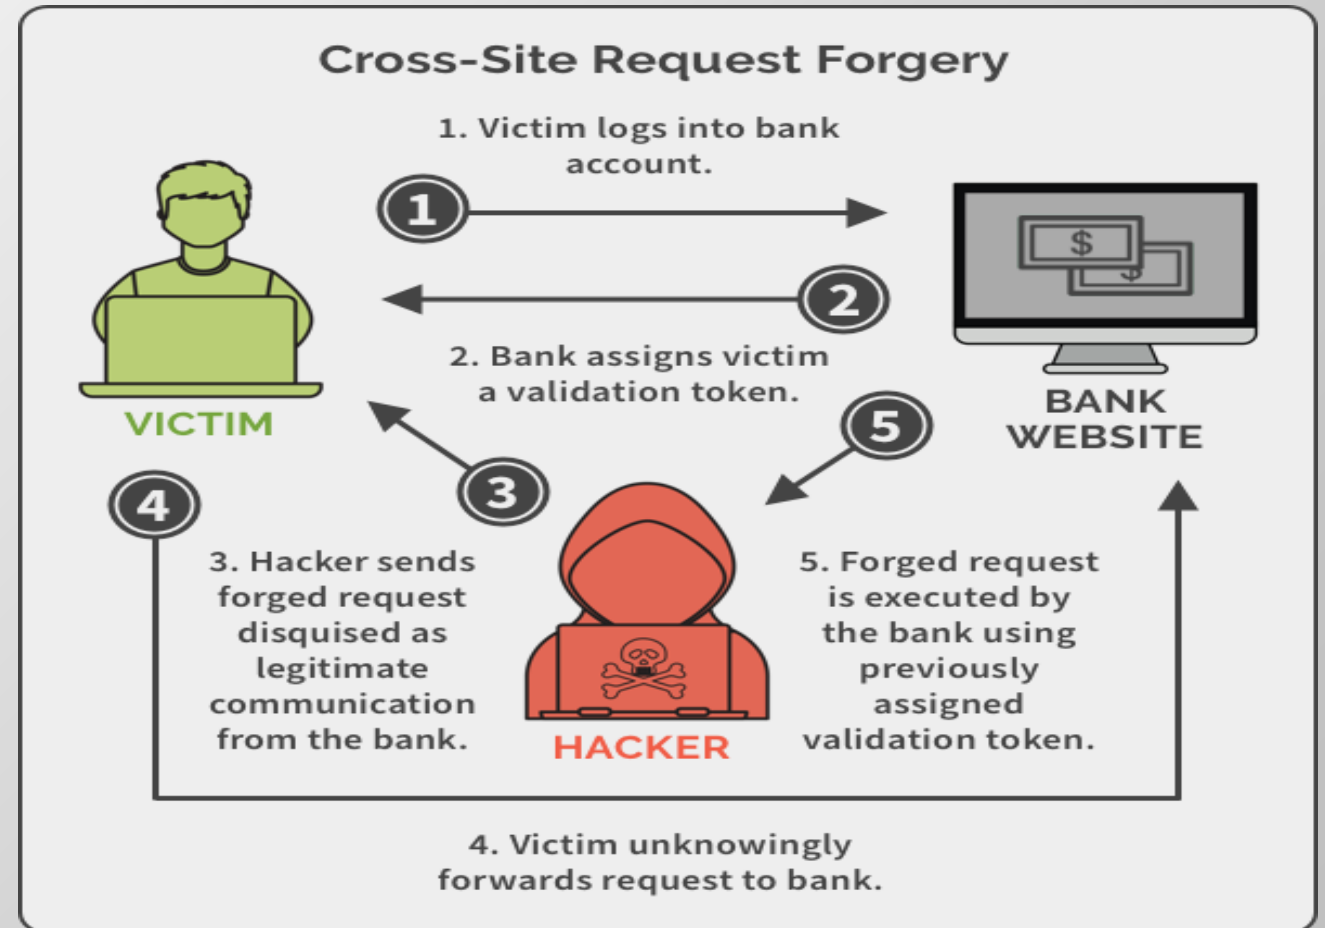 Cross-Site Request Forgery
1. Victim logs into bank
account.
1
$
$
2
2. Bank assigns victim
a validation token.
BANK
WEBSITE
VICTIM
5
3
4
3. Hacker sends
forged request
disquised as
legitimate
communication
from the bank.
5. Forged request
is executed by
the bank using
previously
assigned
validation token.
HACKER
4. Victim unknowingly
forwards request to bank.